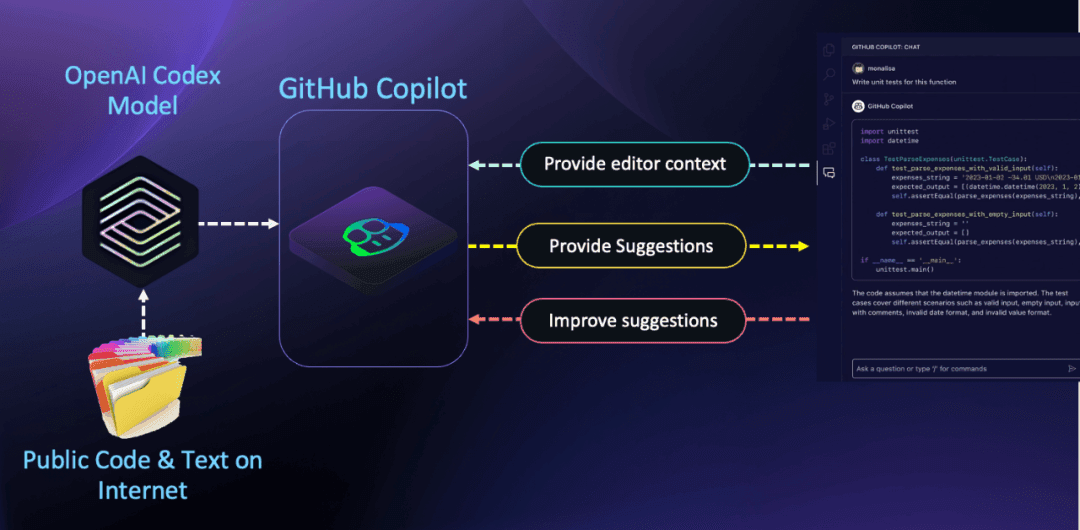 OpenAI Codex
Model
GitHub Copilot
Public Code & Text on
Internet
Provide editor context
Provide Suggestions
Improve suggestions
GITHUB COPILOT: CHAT
monalisa
Write unit tests for this function
GitHub Copilot
import unittest
import datetime
class TestParseExpenses(unittest.TestCase):
def test_parse_expenses_with_valid_input(self):
expenses_string = '2023-01-02 -34.01 USD\n2023-01
expected_output = [(datetime.datetime(2023, 1, 2)
self.assertEqual(parse_expenses(expenses_string),
def test_parse_expenses_with_empty_input(self):
expenses_string = ''
expected_output = []
self.assertEqual(parse_expenses(expenses_string),
if __name__ == '__main__':
unittest.main()
The code assumes that the datetime module is imported. The test
cases cover different scenarios such as valid input, empty input, input
with comments, invalid date format, and invalid value format.
Ask a question or type '/' for commands